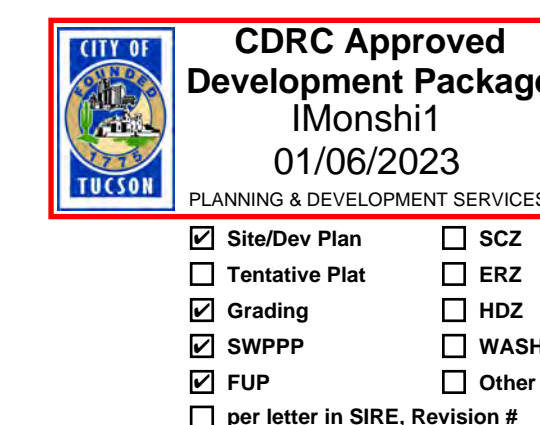 CITY OF
FOUNDED
1775
TUCSON
CDRC Approved
Development Package
IMonshi1
01/06/2023
PLANNING & DEVELOPMENT SERVICES
☑ Site/Dev Plan ☐ SCZ
☐ Tentative Plat ☐ ERZ
☑ Grading ☐ HDZ
☑ SWPPP ☐ WASH
☑ FUP ☐ Other
☐ per letter in SIRE, Revision #